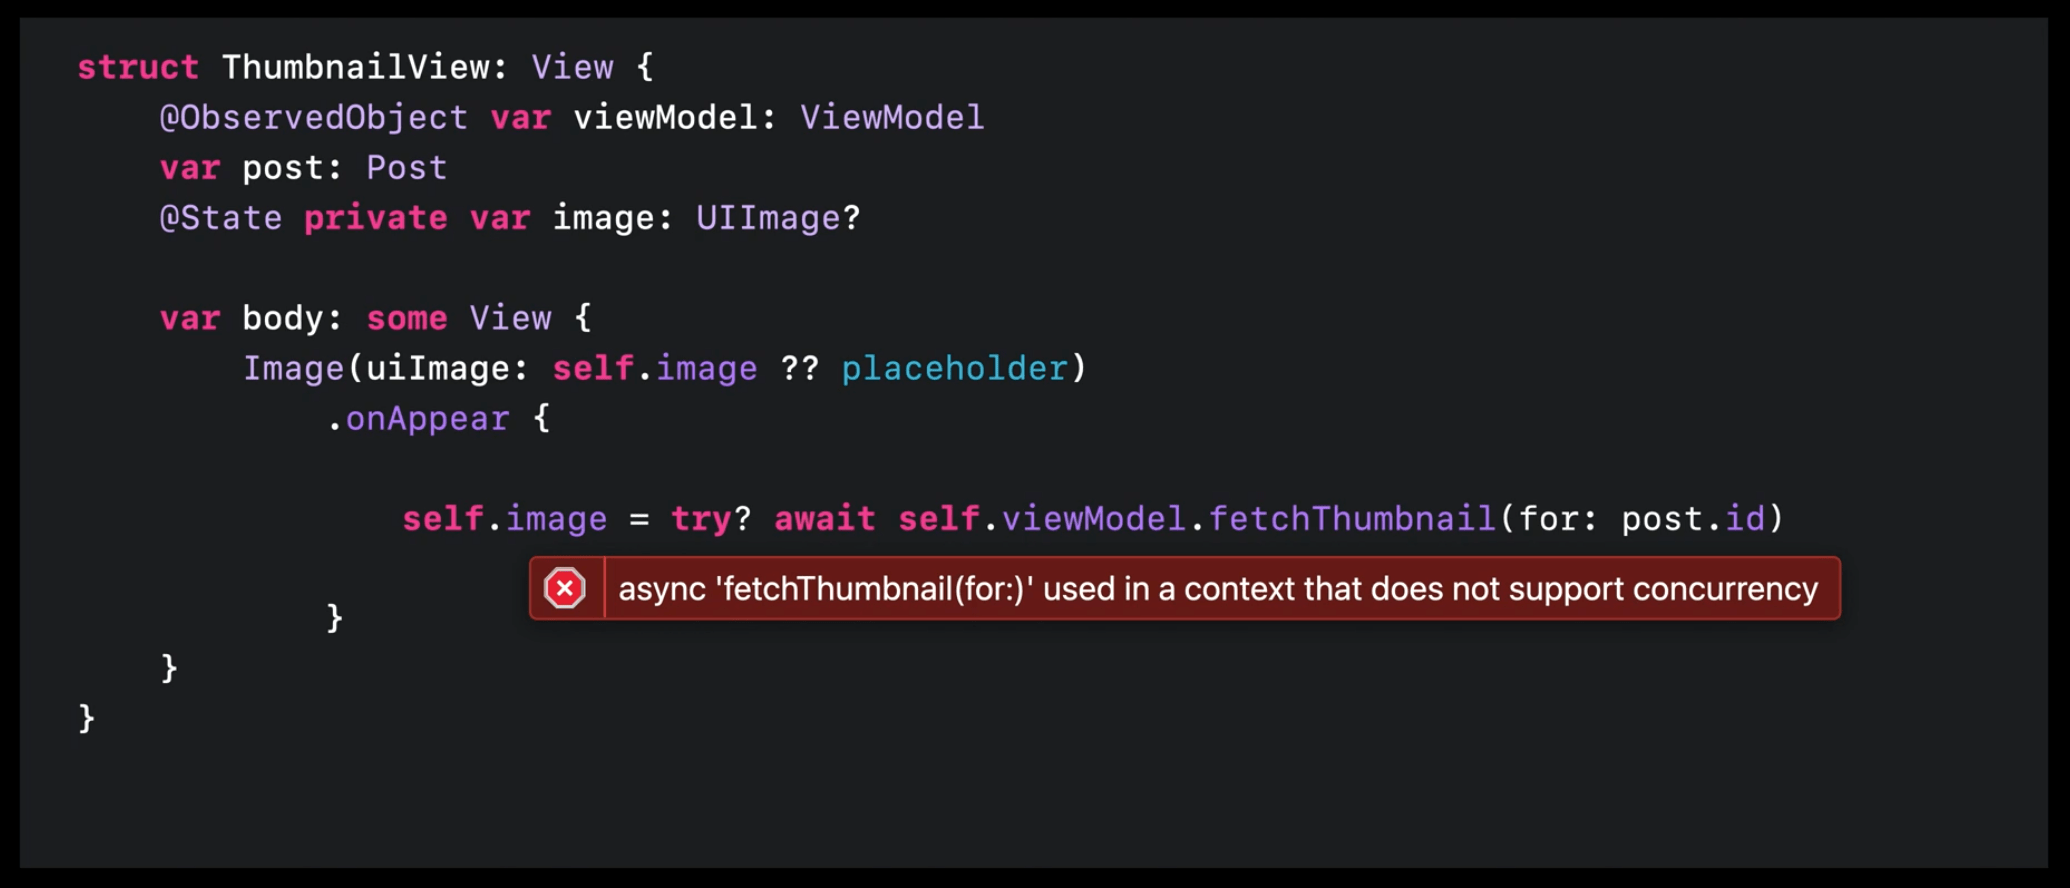 struct ThumbnailView: View {
@ObservedObject var viewModel: ViewModel
var post: Post
@State private var image: UIImage?
var body: some View {
Image(uiImage: self.image ?? placeholder)
.onAppear {
self.image = try? await self.viewModel.fetchThumbnail(for: post.id)
async 'fetchThumbnail(for:)' used in a context that does not support concurrency
}
}
}